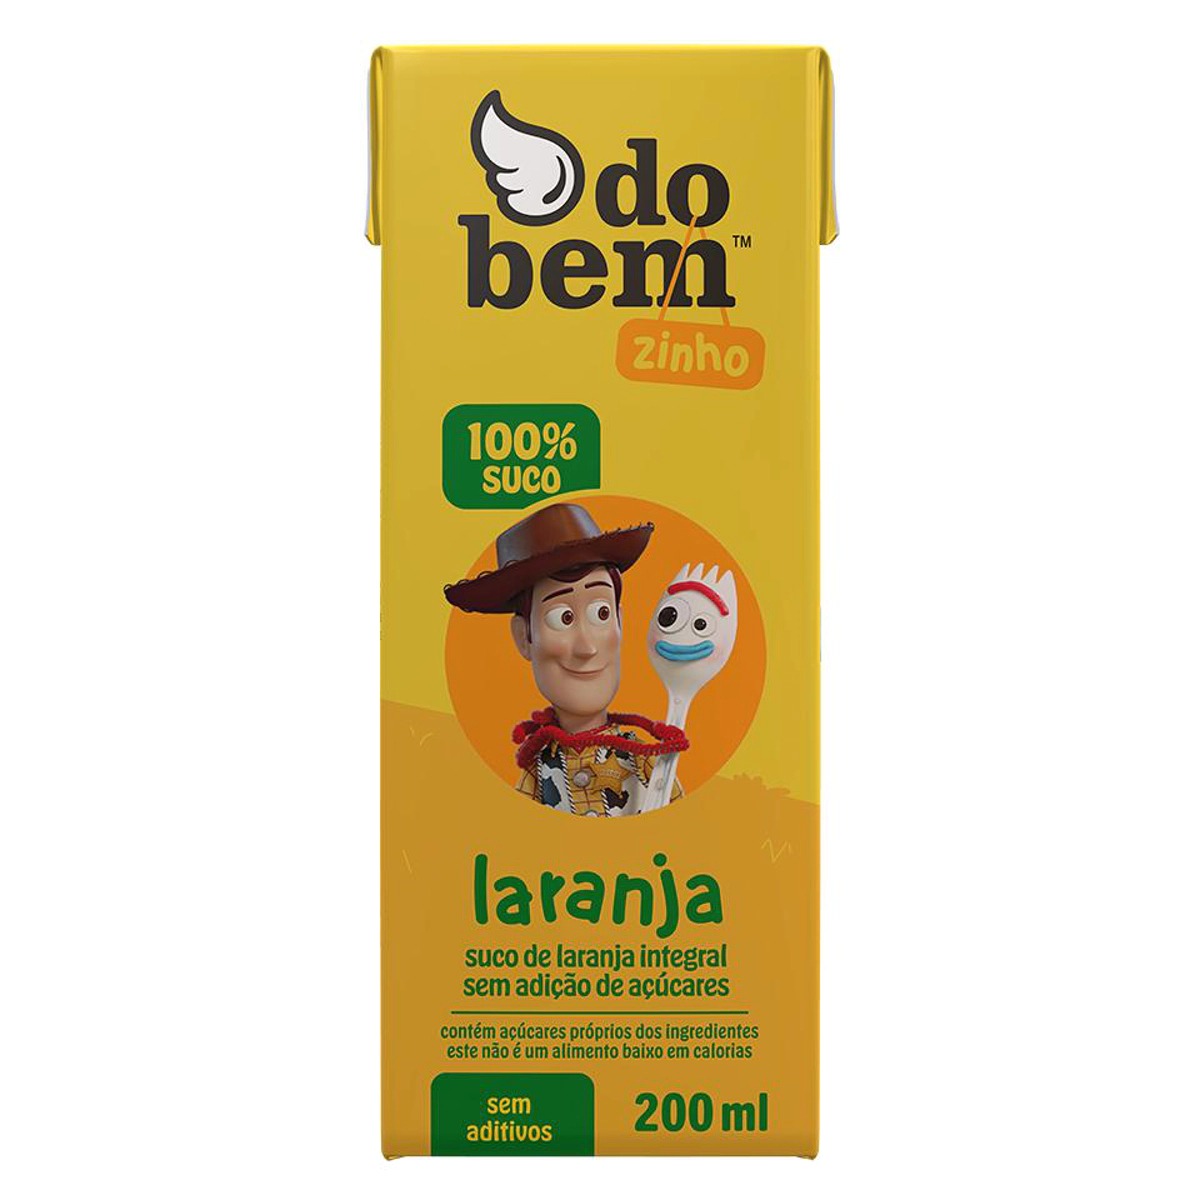 do
bem™
zinho
100%
suco
laranja
suco de laranja integral
sem adição de açúcares
contém açúcares próprios dos ingredientes
este não é um alimento baixo em calorias
sem
aditivos
200 ml